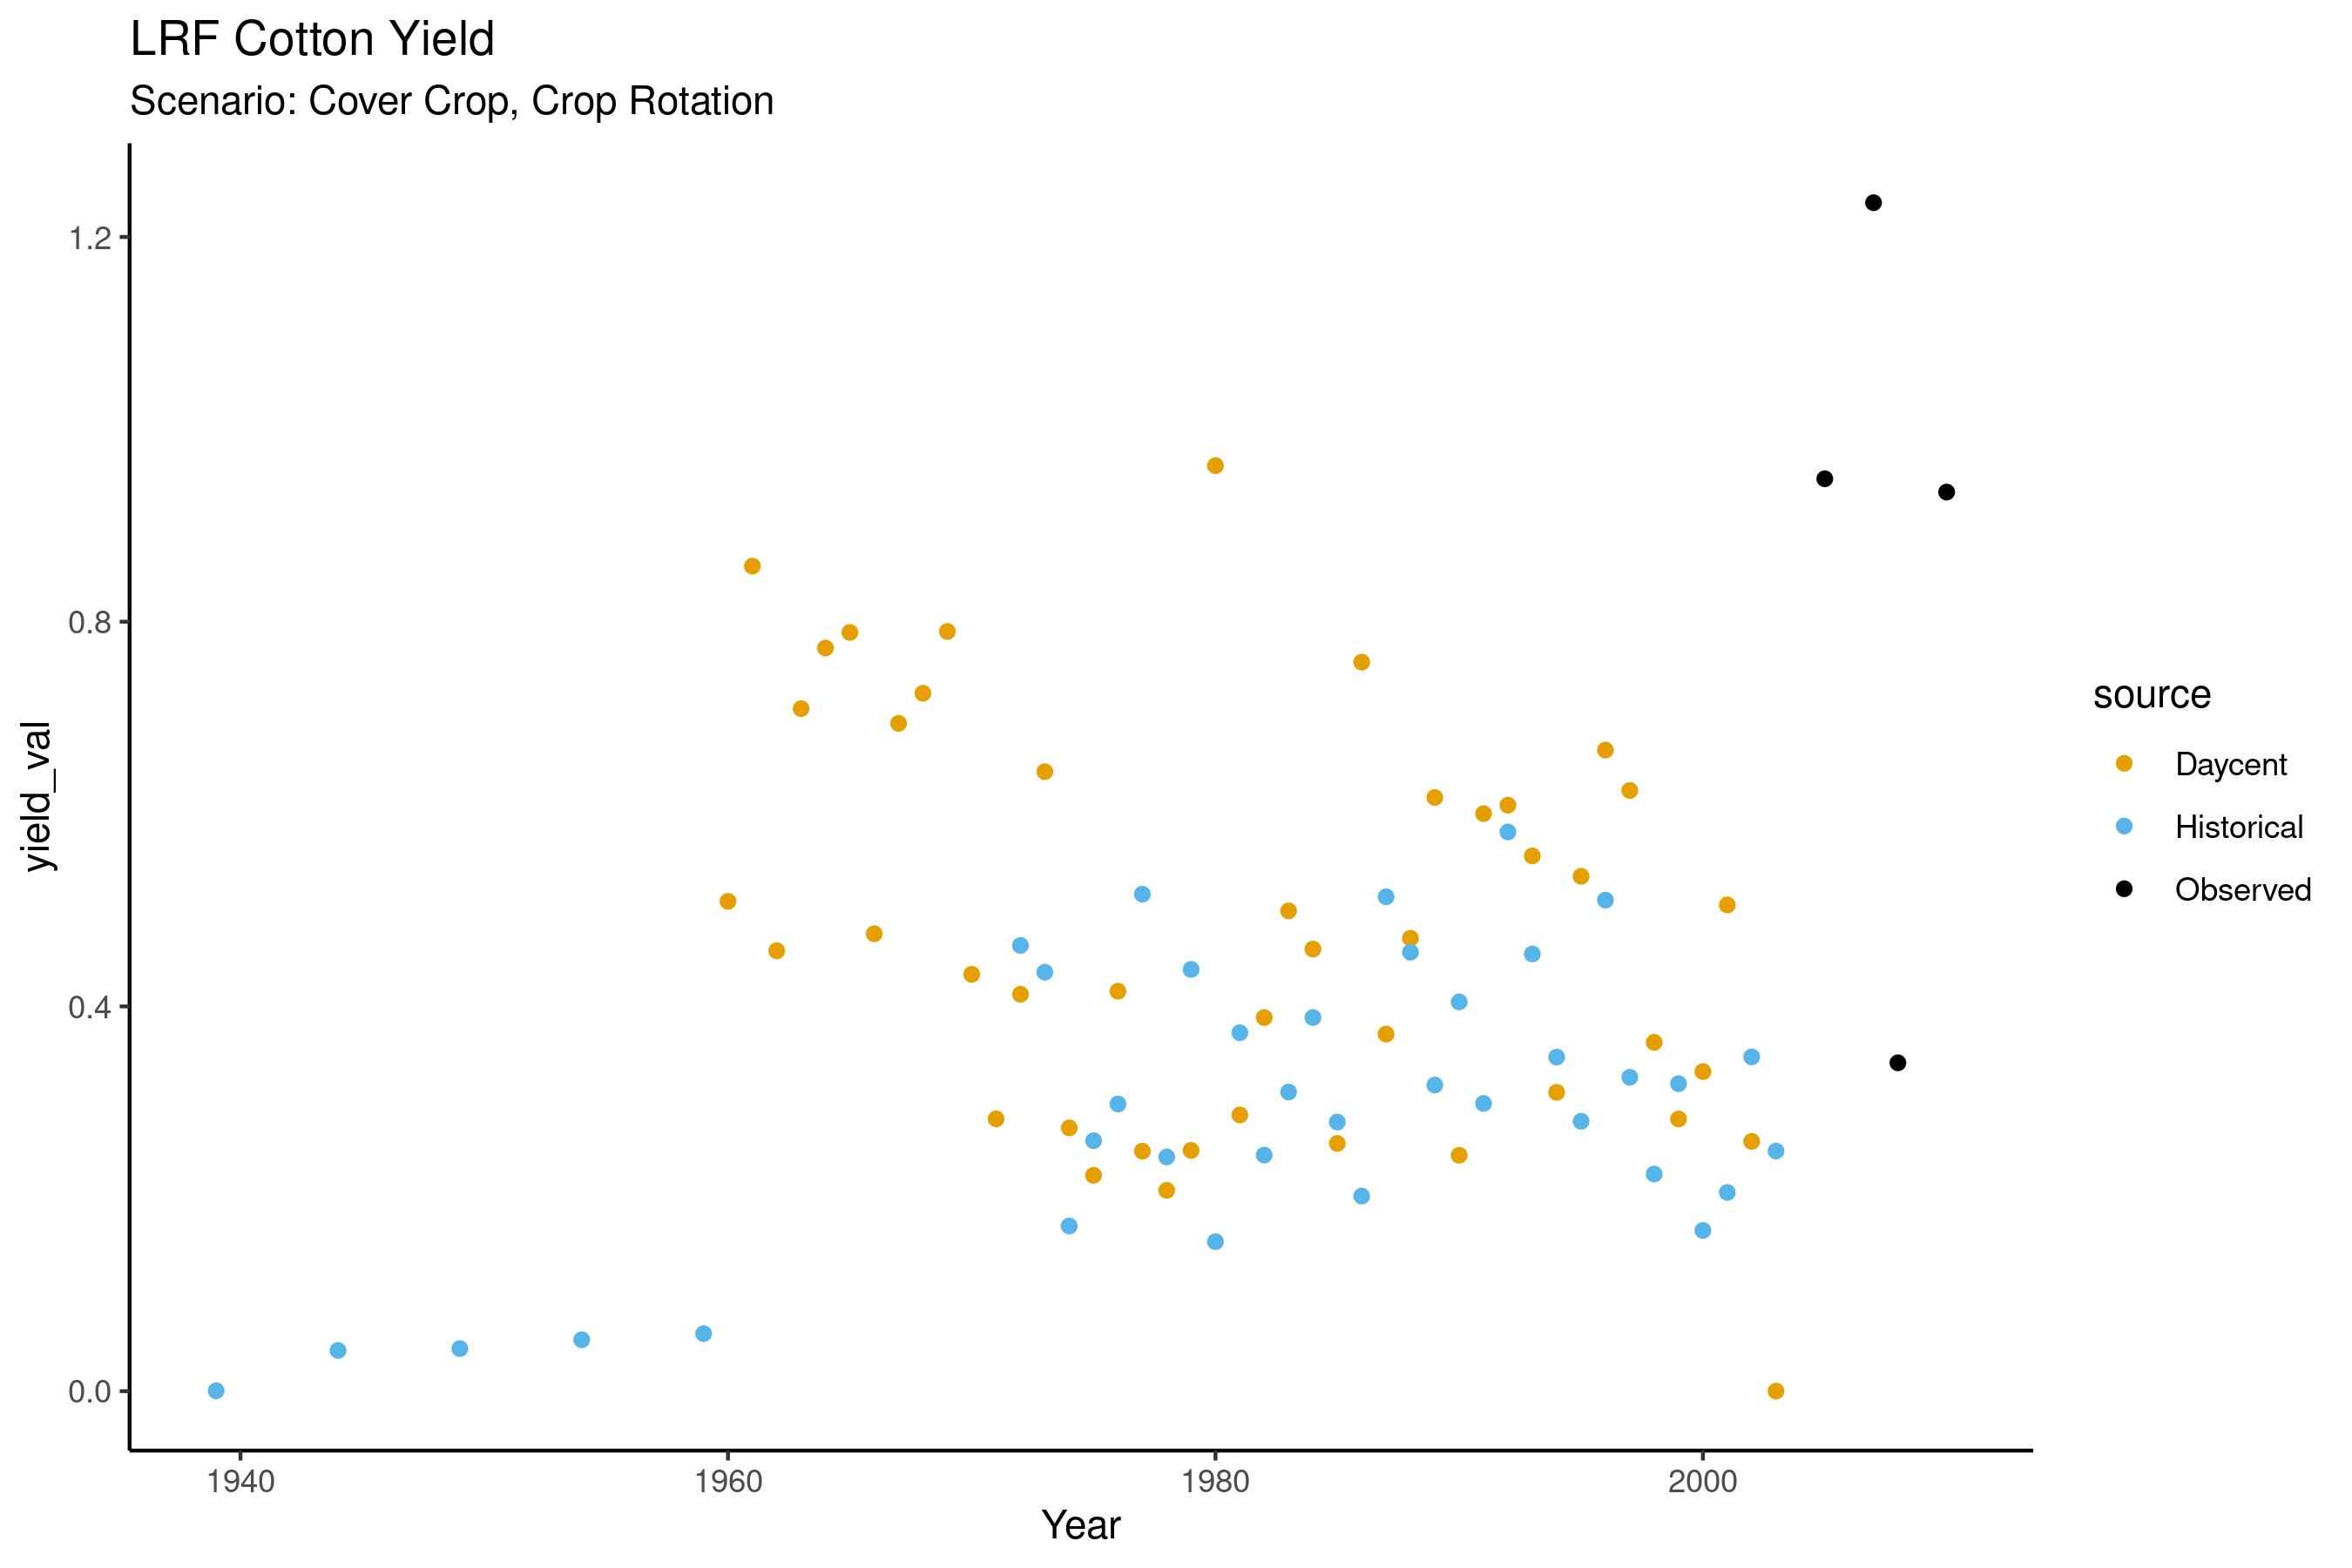 LRF Cotton Yield
Scenario: Cover Crop, Crop Rotation
1.2
0.8
0.4
0.0
yield_val
1940 1960 1980 2000
Year
source
Daycent
Historical
Observed